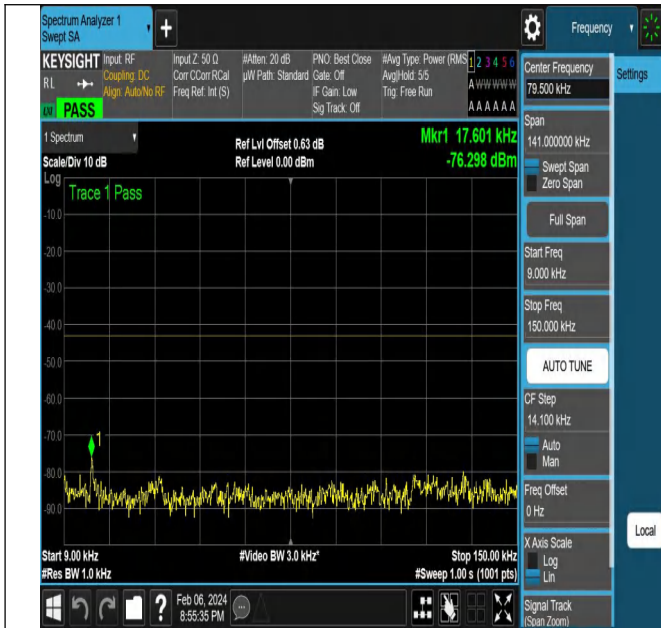 Spectrum Analyzer 1
Swept SA
Frequency
KEYSIGHT
Input: RF
Input Z: 50 Ω
#Atten: 20 dB
PNO: Best Close
#Avg Type: Power (RMS
1 2 3 4 5 6
RL
Coupling: DC
Corr CCorr RCal
µW Path: Standard
Gate: Off
Avg|Hold: 5/5
A W W W W W
Align: Auto/No RF
Freq Ref: Int (S)
IF Gain: Low
Trig: Free Run
PASS
Sig Track: Off
A A A A A A
Center Frequency
79.500 kHz
Settings
Span
141.000000 kHz
Swept Span
Zero Span
Full Span
Start Freq
9.000 kHz
Stop Freq
150.000 kHz
AUTO TUNE
CF Step
14.100 kHz
Auto
Man
Freq Offset
0 Hz
X Axis Scale
Log
Lin
Signal Track
(Span Zoom)
Local
1 Spectrum
Scale/Div 10 dB
Ref Lvl Offset 0.63 dB
Ref Level 0.00 dBm
Mkr1 17.601 kHz
-76.298 dBm
Log
Trace 1 Pass
-10.0
-20.0
-30.0
-40.0
-50.0
-60.0
-70.0
1
-80.0
-90.0
Start 9.00 kHz
#Video BW 3.0 kHz*
Stop 150.00 kHz
#Res BW 1.0 kHz
#Sweep 1.00 s (1001 pts)
?
Feb 06, 2024
8:55:35 PM